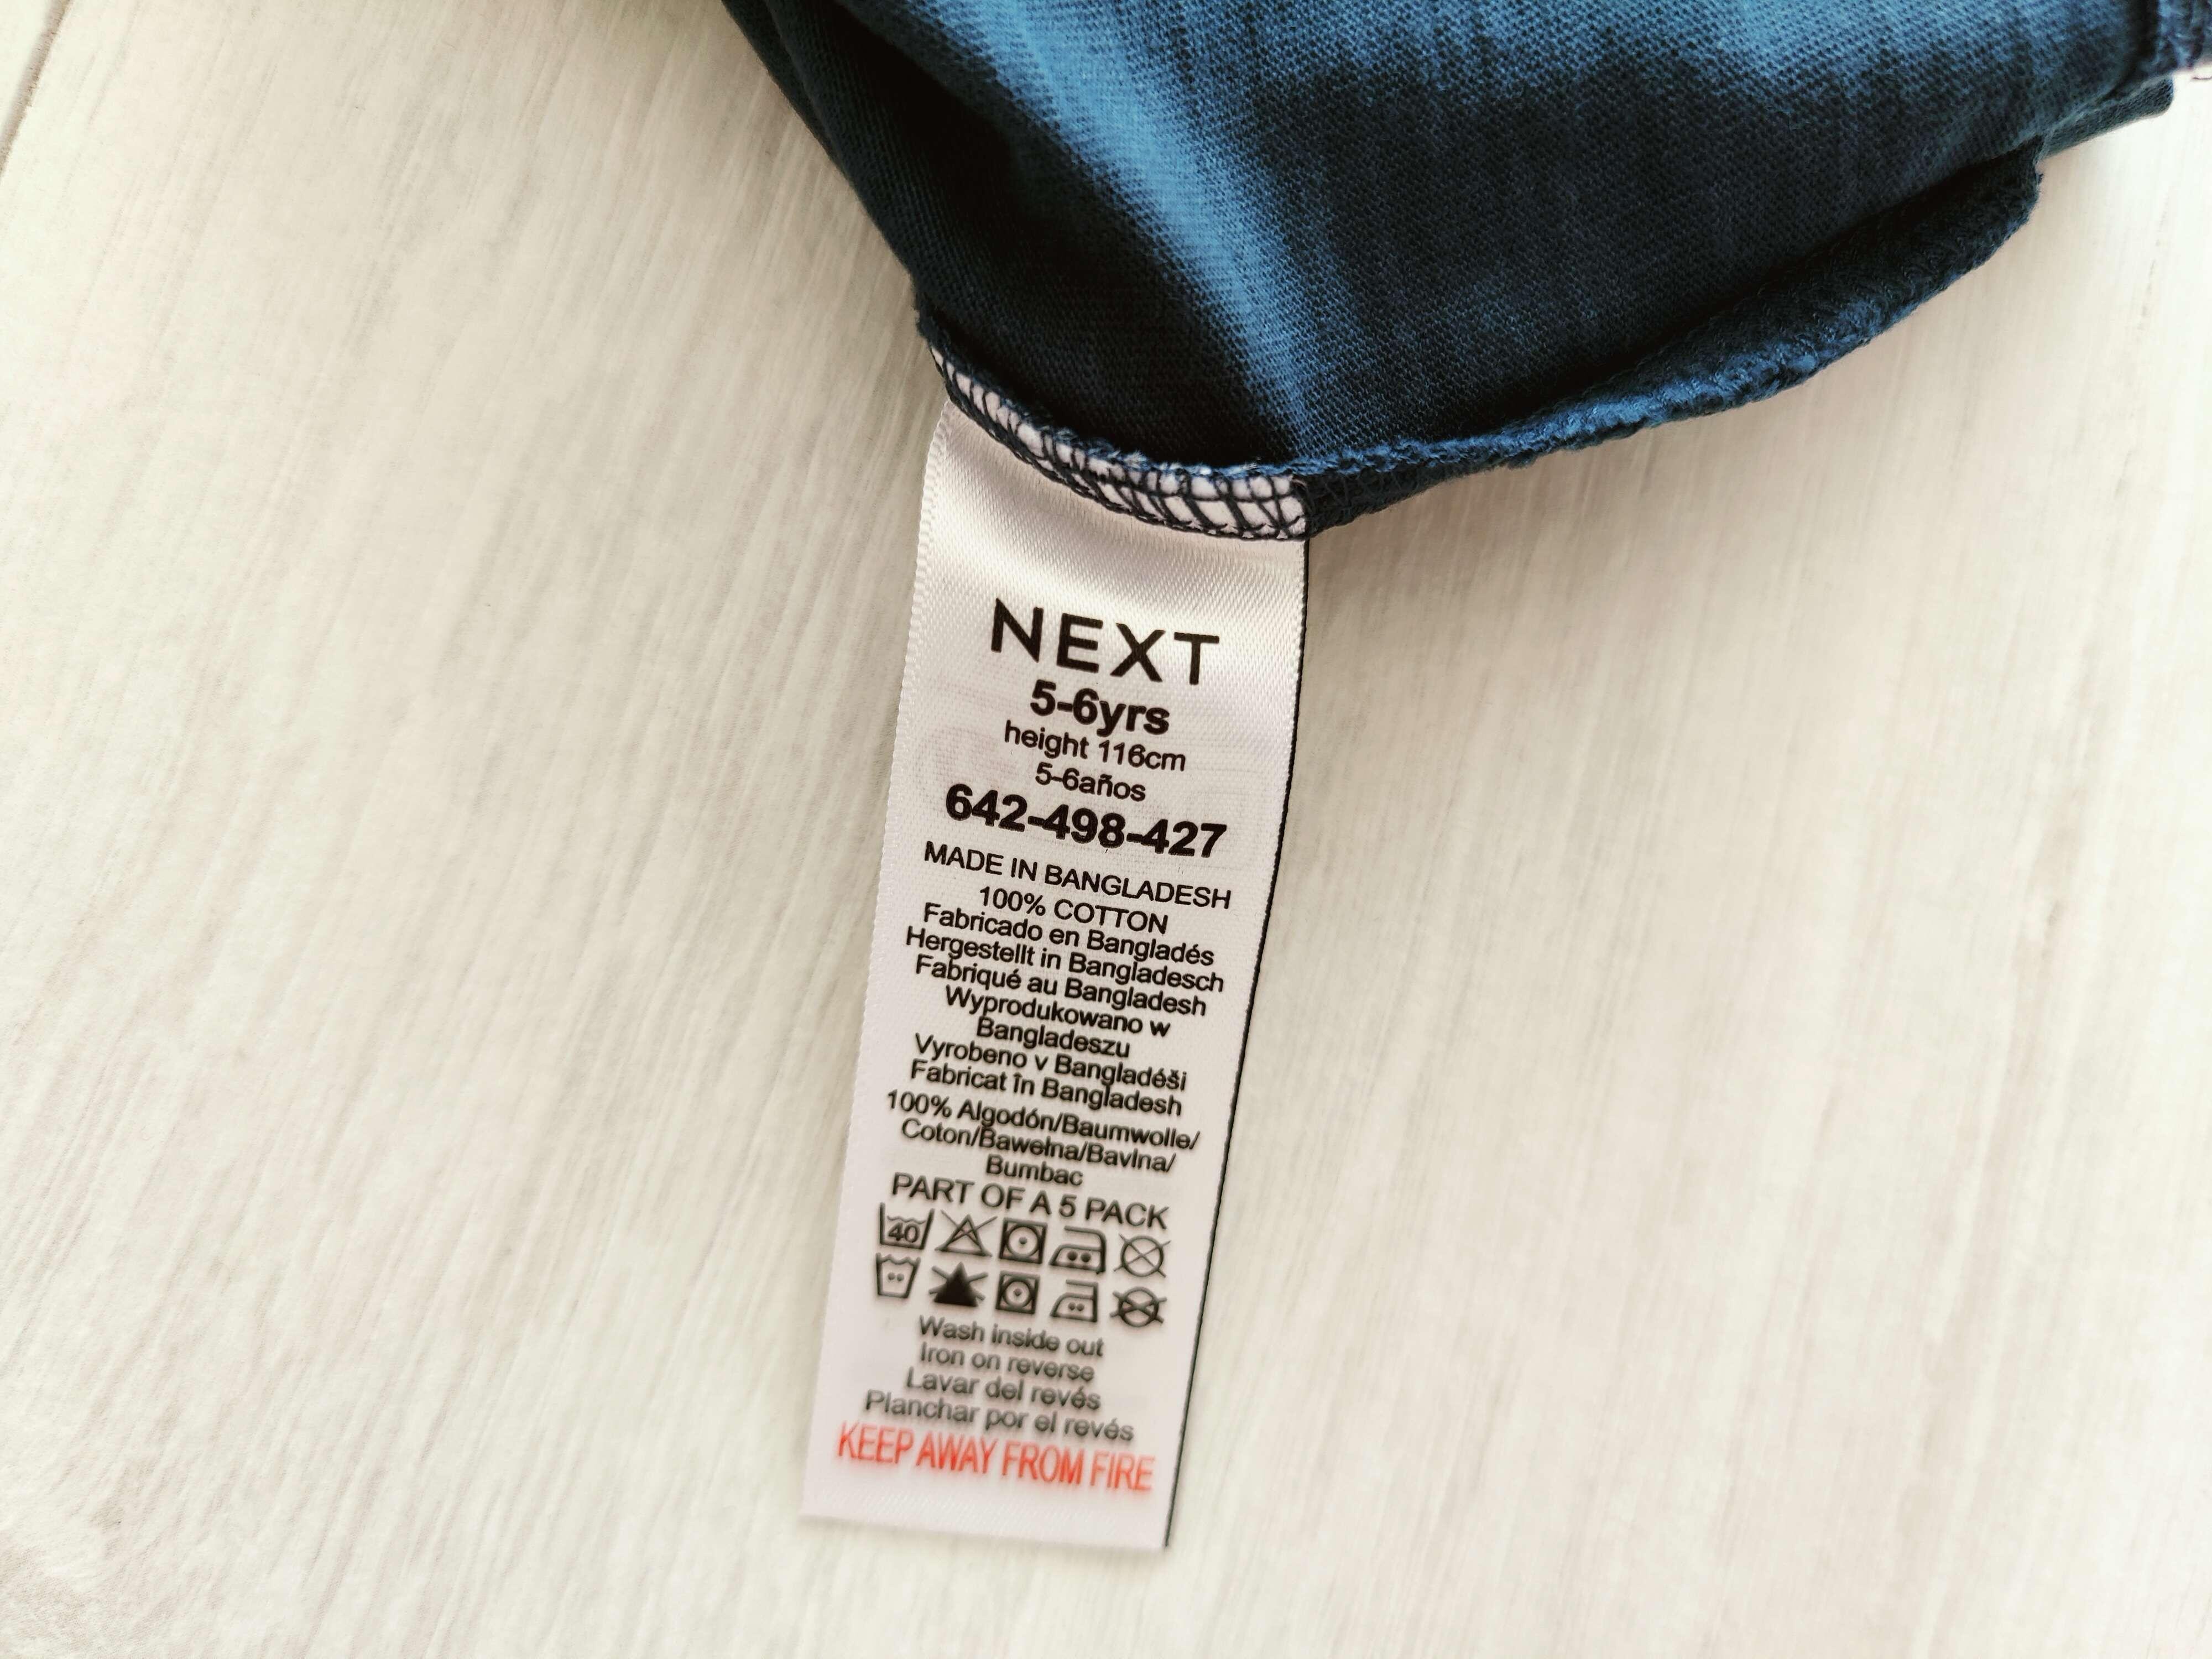 NEXT
5-6yrs
height 116cm
5-6años
642-498-427
MADE IN BANGLADESH
100% COTTON
Fabricado en Bangladés
Hergestellt in Bangladesch
Fabriqué au Bangladesh
Wyprodukowano w
Bangladeszu
Vyrobeno v Bangladéši
Fabricat în Bangladesh
100% Algodón/Baumwolle/
Coton/Bawełna/Bavlna/
Bumbac
PART OF A 5 PACK
40
Wash inside out
Iron on reverse
Lavar del revés
Planchar por el revés
KEEP AWAY FROM FIRE